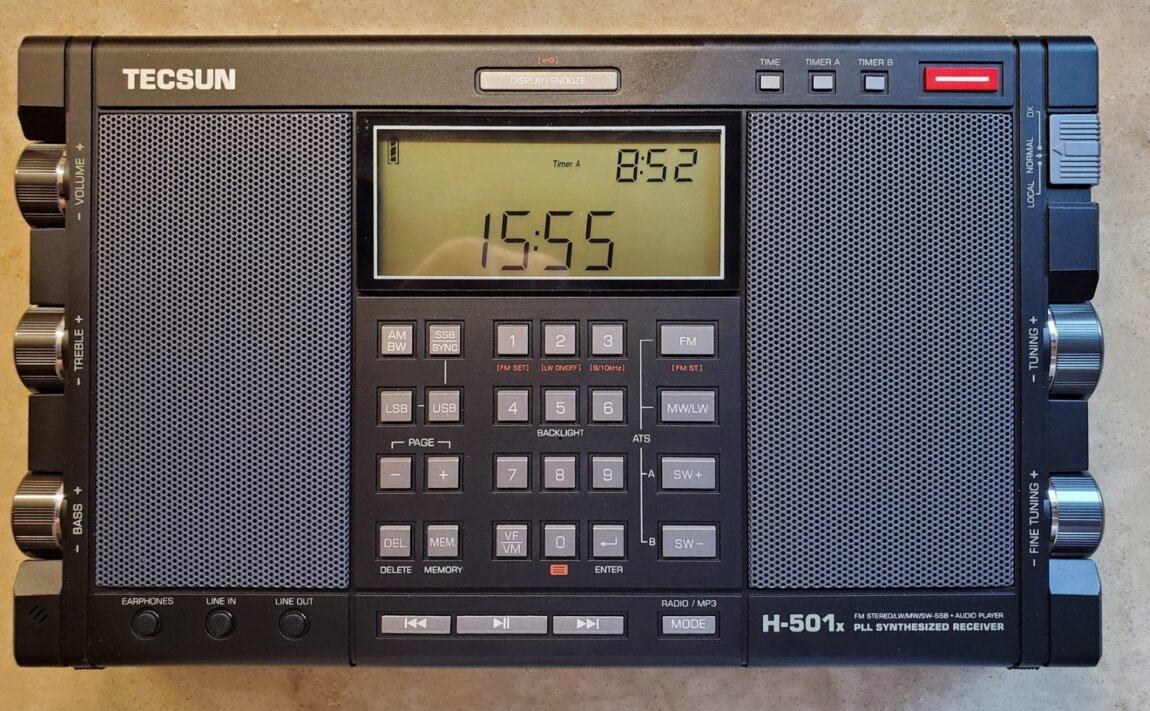 TECSUN
[⊶]
DISPLAY/SNOOZE
TIME
TIMER A
TIMER B
Timer A
8:52
15:55
- VOLUME +
- TREBLE +
- BASS +
LOCAL NORMAL DX
- TUNING +
- FINE TUNING +
AM BW
SSB SYNC
1
2
3
FM
[FM SET]
[LW ON/OFF]
[9/10kHz]
[FM ST.]
LSB
USB
4
5
6
MW/LW
BACKLIGHT
ATS
PAGE
-
+
7
8
9
A
SW +
DEL
MEM.
VF
VM
0
B
SW -
DELETE
MEMORY
ENTER
EARPHONES
LINE IN
LINE OUT
RADIO / MP3
MODE
H-501x
FM STEREO/LW/MW/SW-SSB • AUDIO PLAYER
PLL SYNTHESIZED RECEIVER